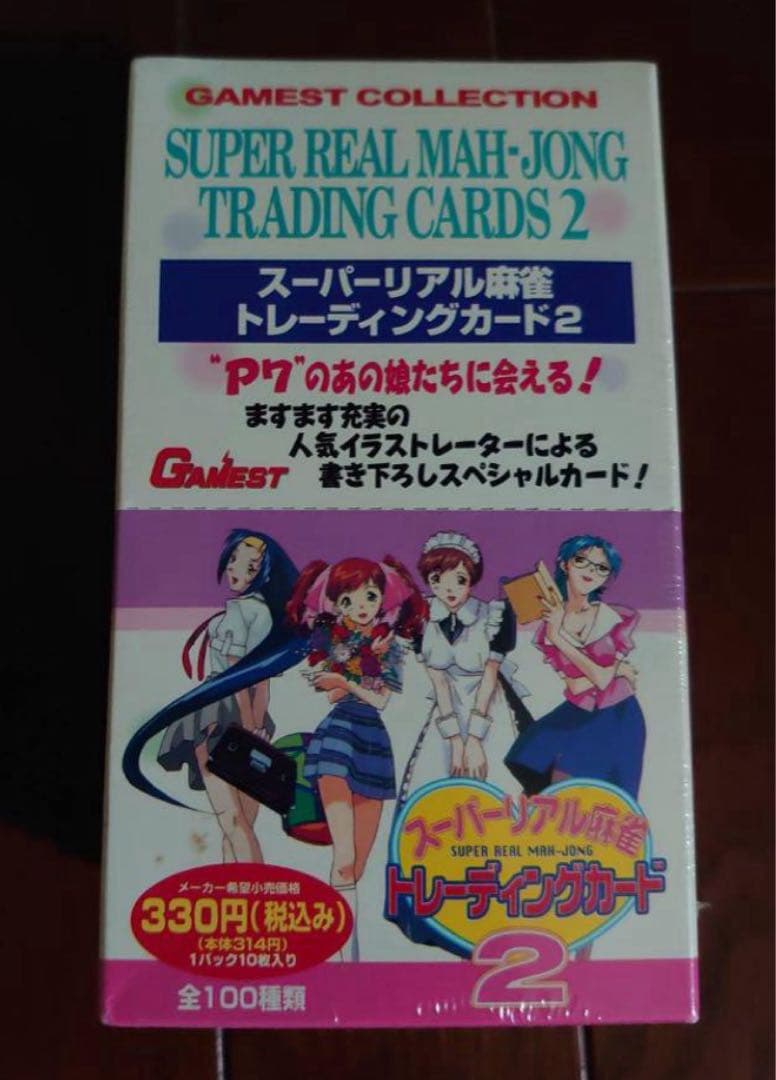 GAMEST COLLECTION
SUPER REAL MAH-JONG
TRADING CARDS 2
スーパーリアル麻雀
トレーディングカード2
“P7”のあの娘たちに会える!
ますます充実の
人気イラストレーターによる
書き下ろしスペシャルカード!
GAMEST
スーパーリアル麻雀
SUPER REAL MAH-JONG
トレーディングカード
2
メーカー希望小売価格
330円(税込み)
(本体314円)
1パック10枚入り
全100種類